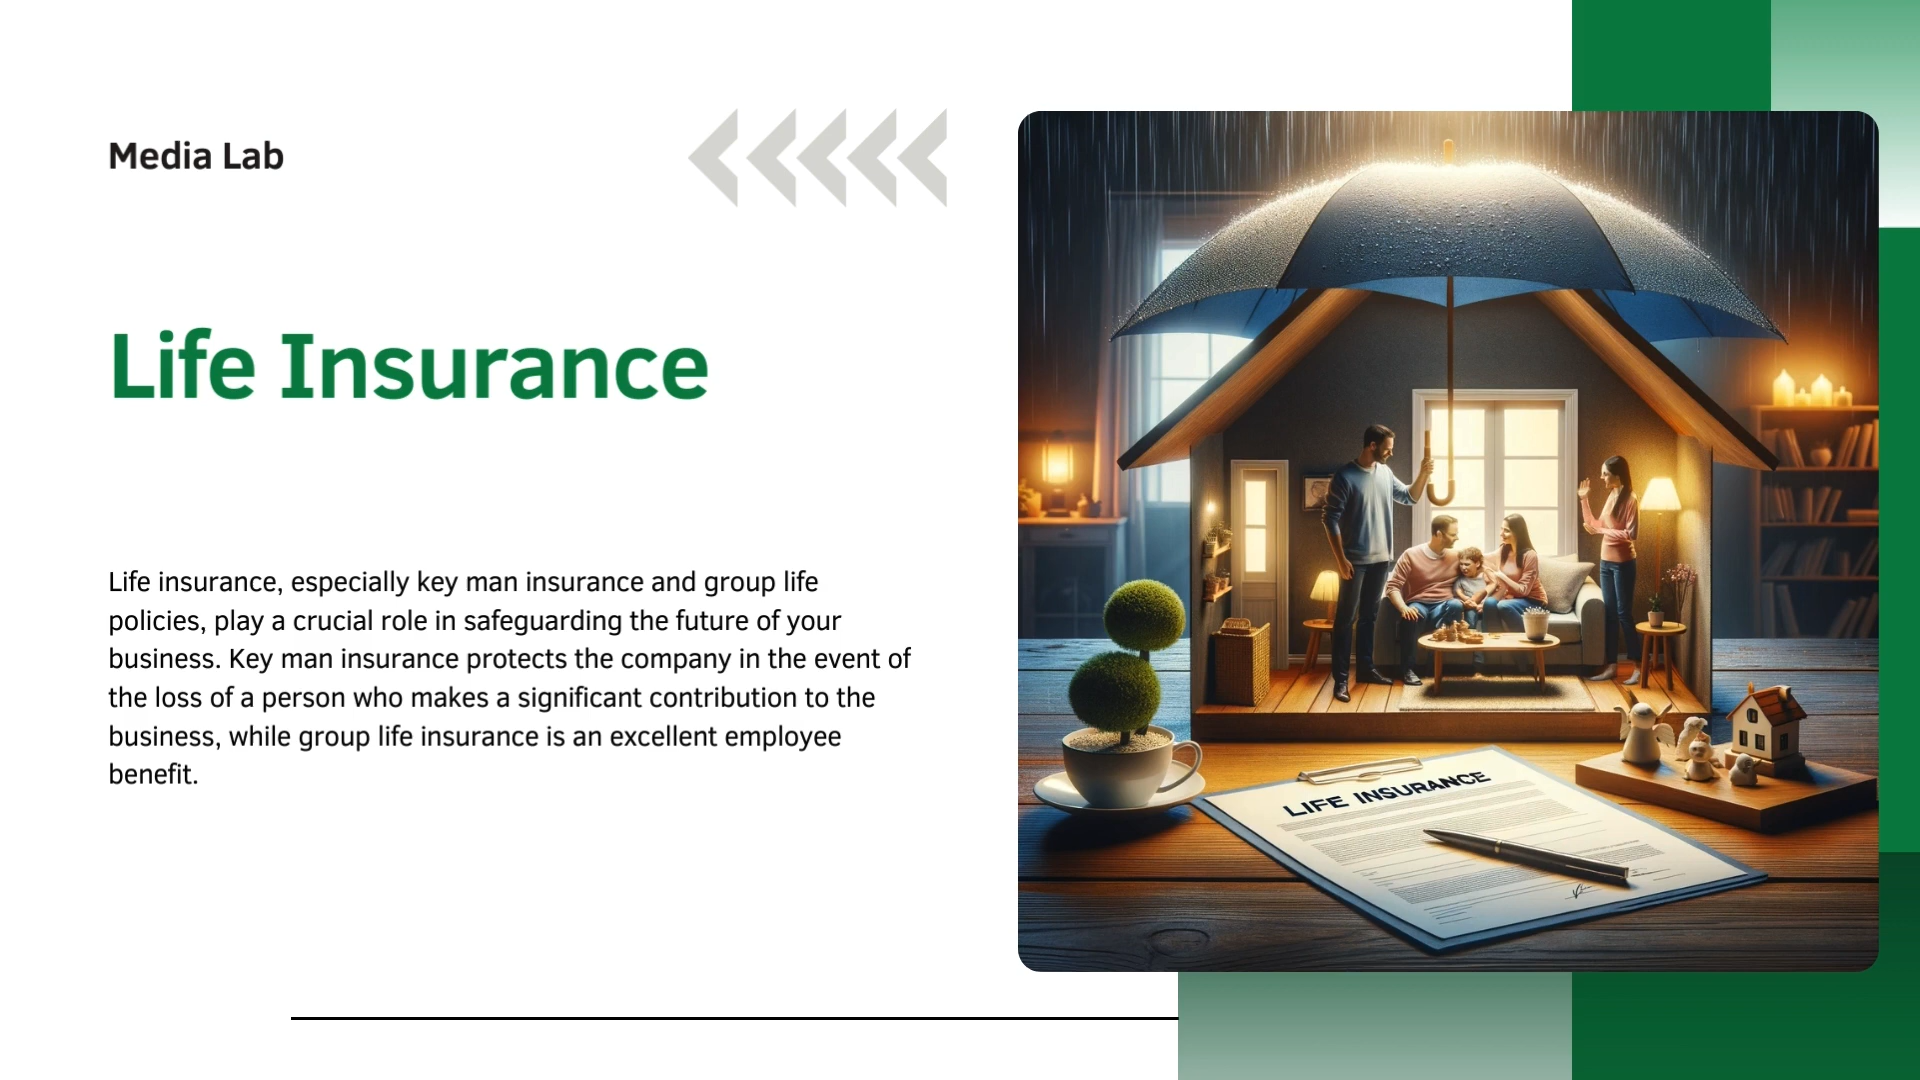 Media Lab
Life Insurance
Life insurance, especially key man insurance and group life
policies, play a crucial role in safeguarding the future of your
business. Key man insurance protects the company in the event of
the loss of a person who makes a significant contribution to the
business, while group life insurance is an excellent employee
benefit.
LIFE INSURANCE